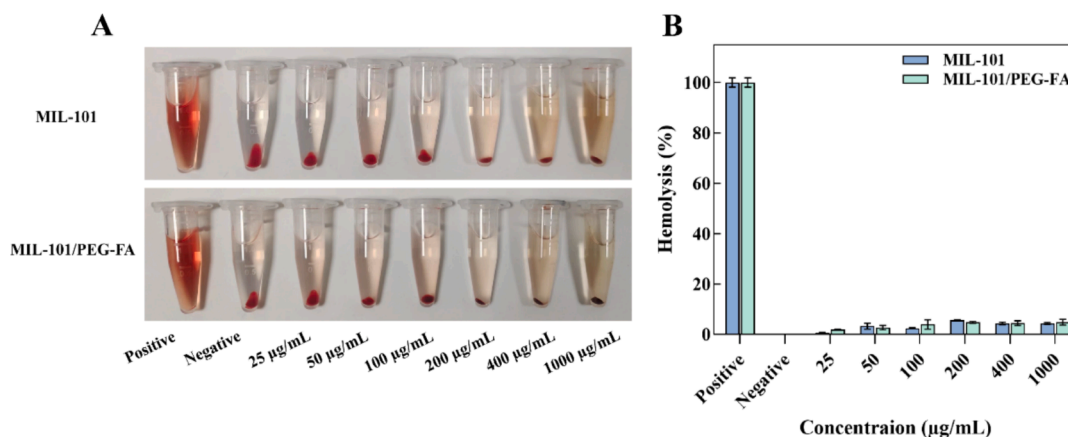 A
MIL-101
MIL-101/PEG-FA
Positive
Negative
25 μg/mL
50 μg/mL
100 μg/mL
200 μg/mL
400 μg/mL
1000 μg/mL
B
MIL-101
MIL-101/PEG-FA
Hemolysis (%)
100
80
60
40
20
0
Positive
Negative
25
50
100
200
400
1000
Concentraion (μg/mL)